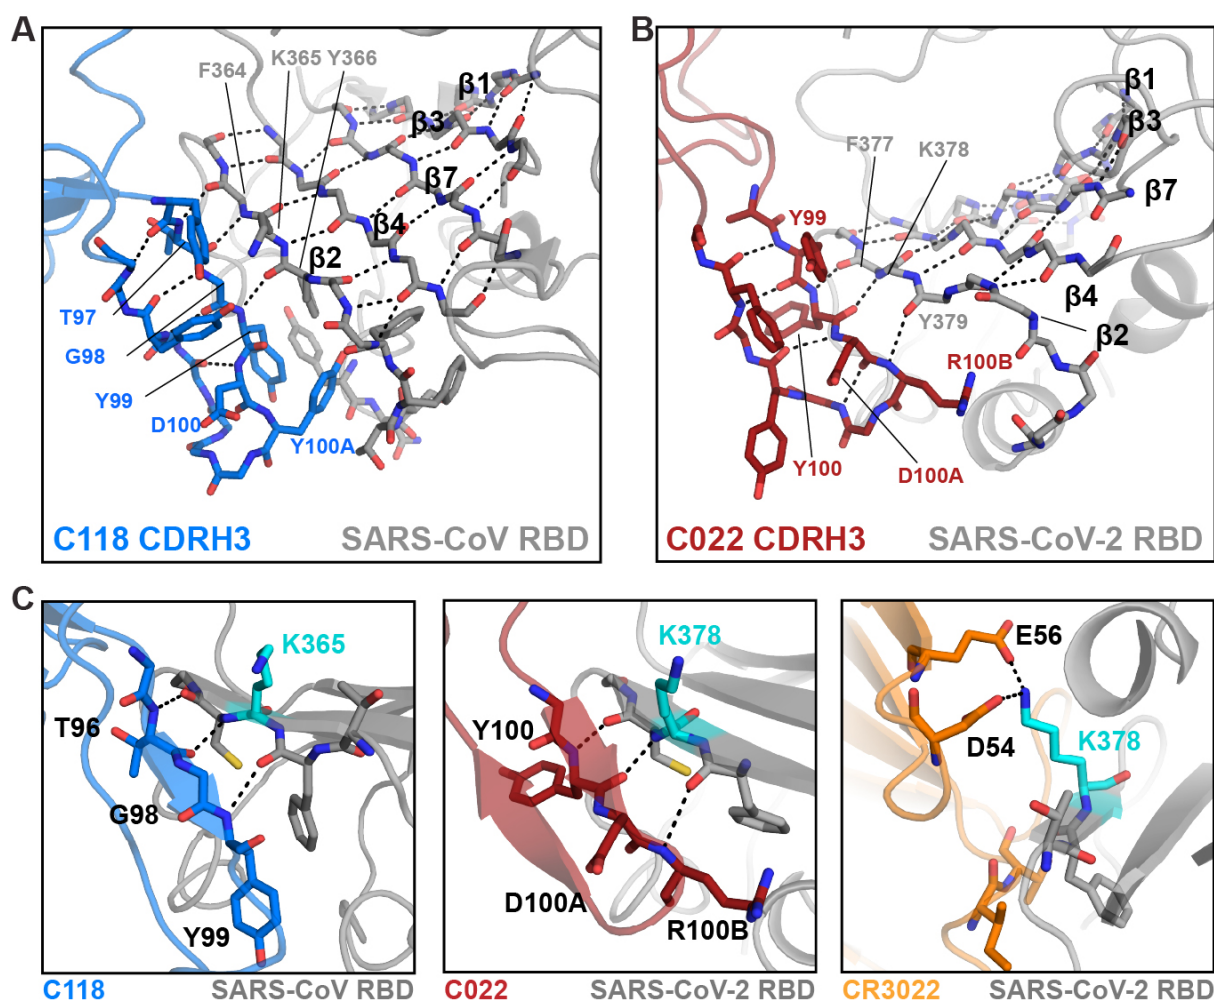 A
F364
K365
Y366
β1
β3
β7
β4
β2
T97
G98
Y99
D100
Y100A
C118 CDRH3
SARS-CoV RBD
B
β1
β3
F377
K378
β7
Y99
β4
Y379
β2
R100B
Y100
D100A
C022 CDRH3
SARS-CoV-2 RBD
C
K365
T96
G98
Y99
C118
SARS-CoV RBD
K378
Y100
D100A
R100B
C022
SARS-CoV-2 RBD
E56
D54
K378
CR3022
SARS-CoV-2 RBD